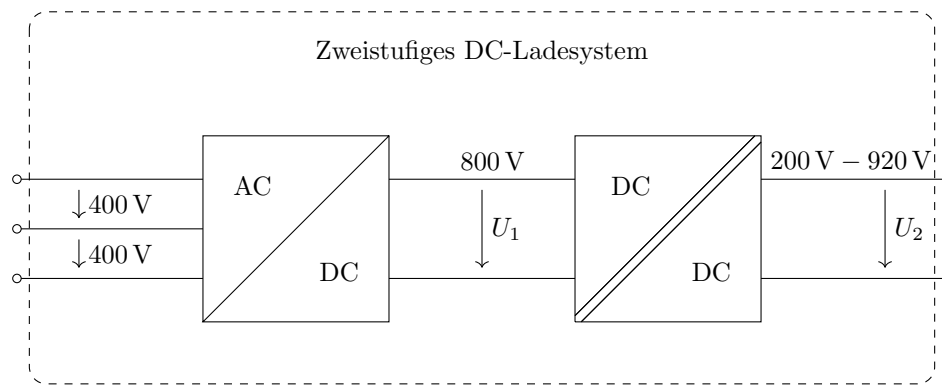 Zweistufiges DC-Ladesystem
AC
DC
400 V
400 V
800 V
U₁
DC
DC
200 V − 920 V
U₂